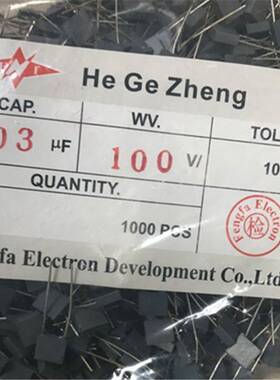 He Ge Zheng
CAP. WV. TOL
03 μF 100 V/ 10
QUANTITY.
1000 PCS
Fengfa Electron
检
fa Electron Development Co.,Ltd